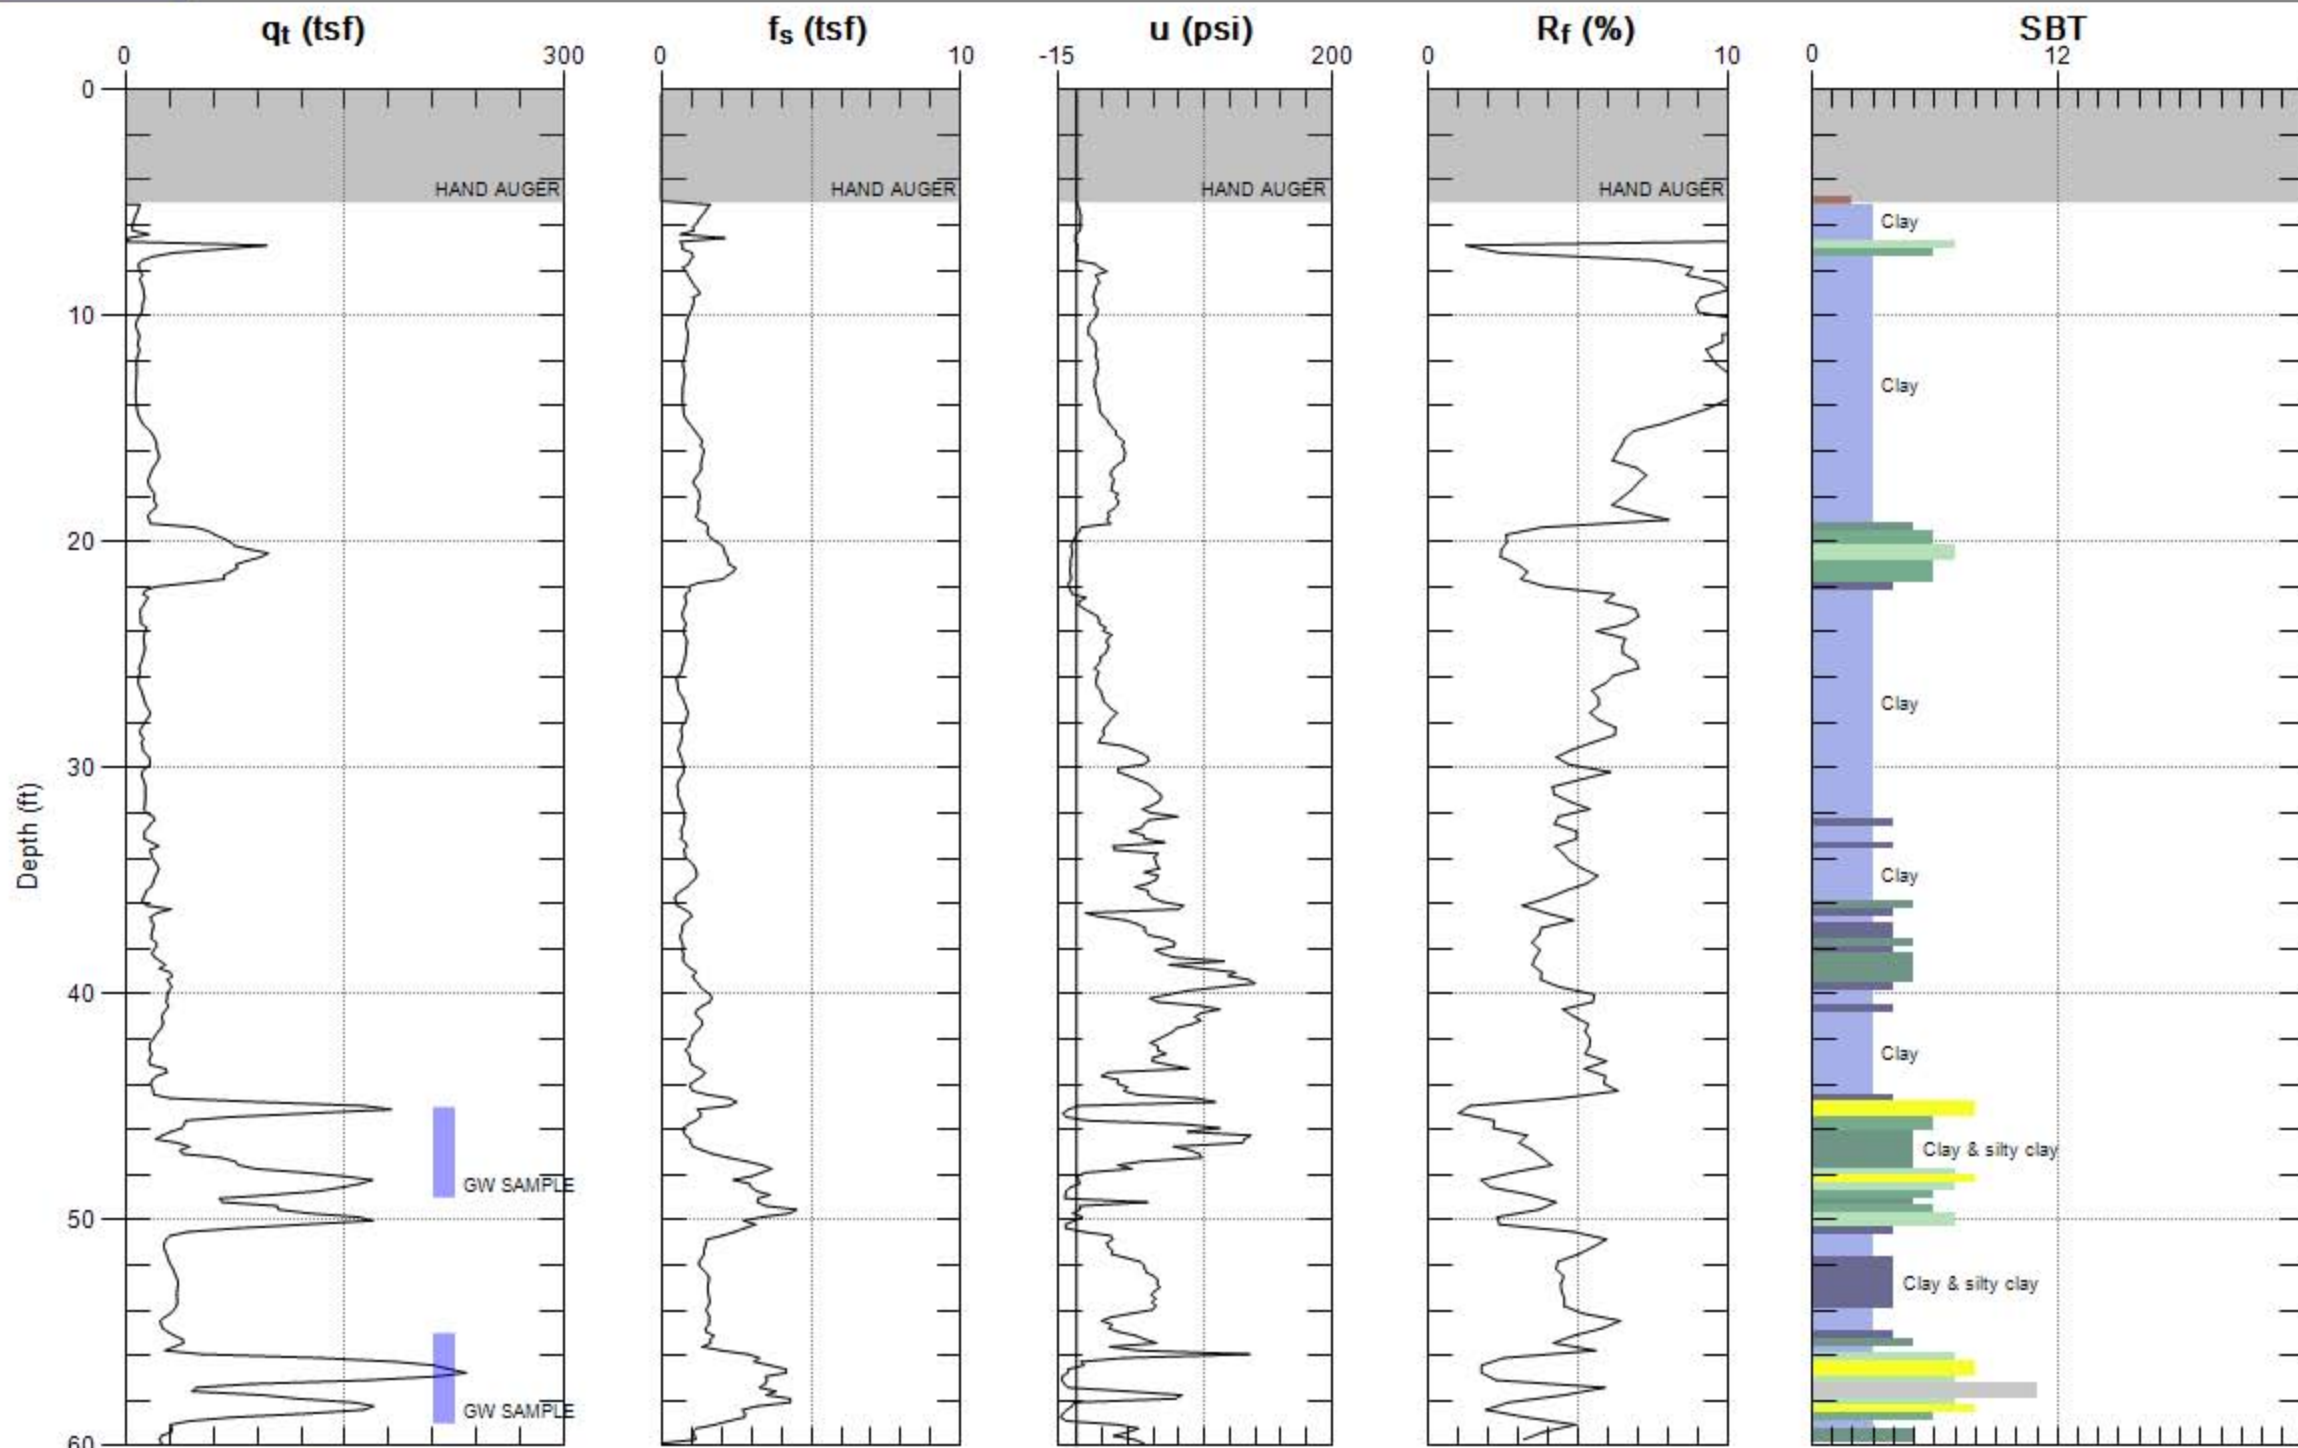 qt (tsf) fs (tsf) u (psi) Rf (%) SBT
0 300 0 10 -15 200 0 10 0 12
0
HAND AUGER HAND AUGER HAND AUGER HAND AUGER
Clay
10
Clay
20
Clay
30
Depth (ft)
Clay
40
Clay
Clay & silty clay
GW SAMPLE
50
Clay & silty clay
GW SAMPLE
60